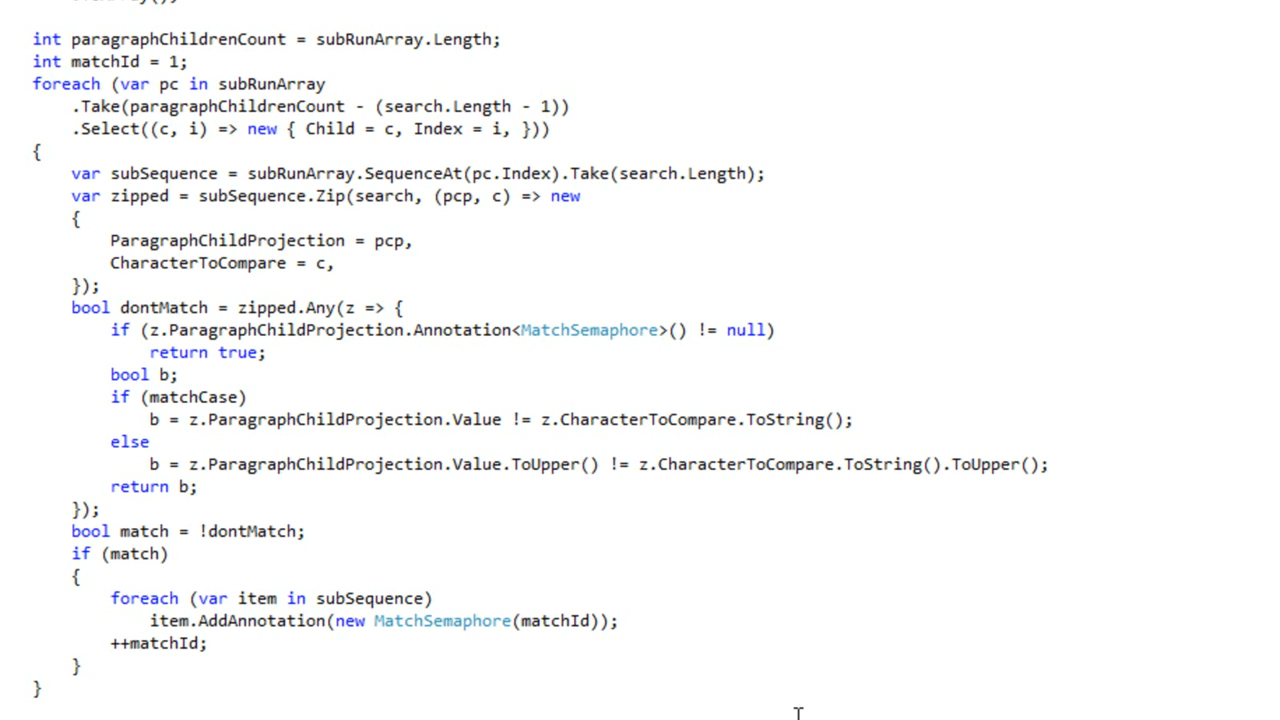 int paragraphChildrenCount = subRunArray.Length;
int matchId = 1;
foreach (var pc in subRunArray
.Take(paragraphChildrenCount - (search.Length - 1))
.Select((c, i) => new { Child = c, Index = i, }))
{
var subSequence = subRunArray.SequenceAt(pc.Index).Take(search.Length);
var zipped = subSequence.Zip(search, (pcp, c) => new
{
ParagraphChildProjection = pcp,
CharacterToCompare = c,
});
bool dontMatch = zipped.Any(z => {
if (z.ParagraphChildProjection.Annotation<MatchSemaphore>() != null)
return true;
bool b;
if (matchCase)
b = z.ParagraphChildProjection.Value != z.CharacterToCompare.ToString();
else
b = z.ParagraphChildProjection.Value.ToUpper() != z.CharacterToCompare.ToString().ToUpper();
return b;
});
bool match = !dontMatch;
if (match)
{
foreach (var item in subSequence)
item.AddAnnotation(new MatchSemaphore(matchId));
++matchId;
}
}